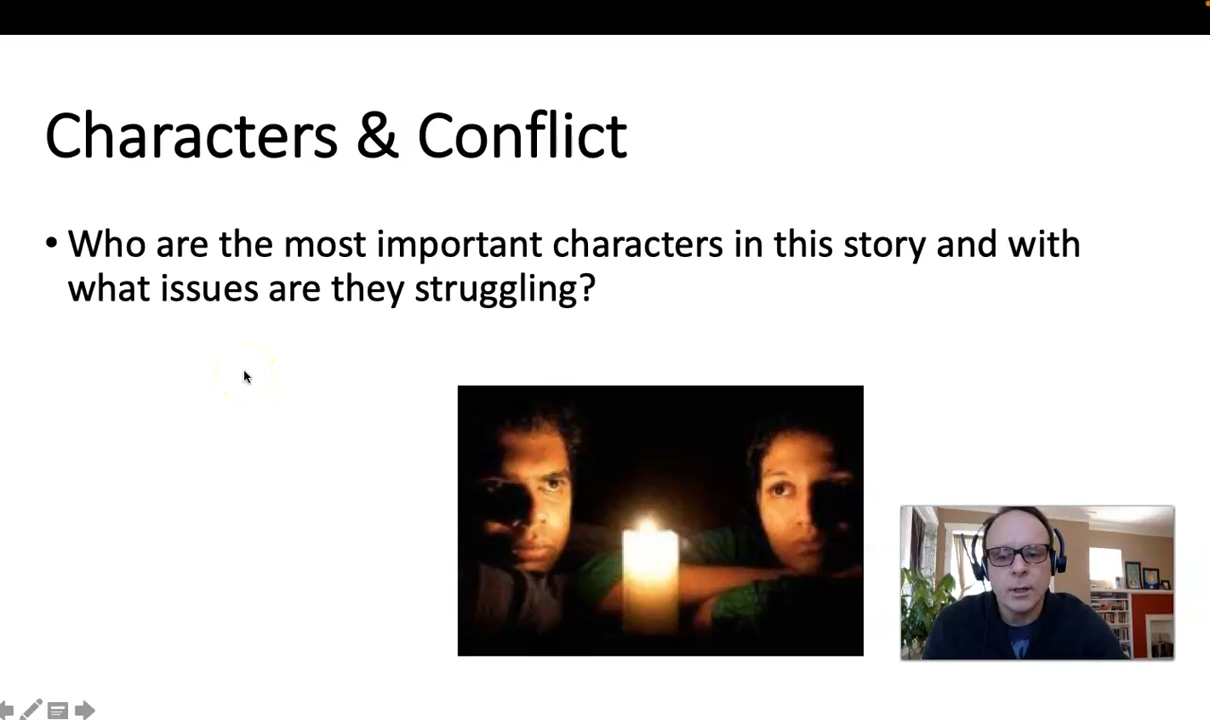 Characters & Conflict
• Who are the most important characters in this story and with
what issues are they struggling?